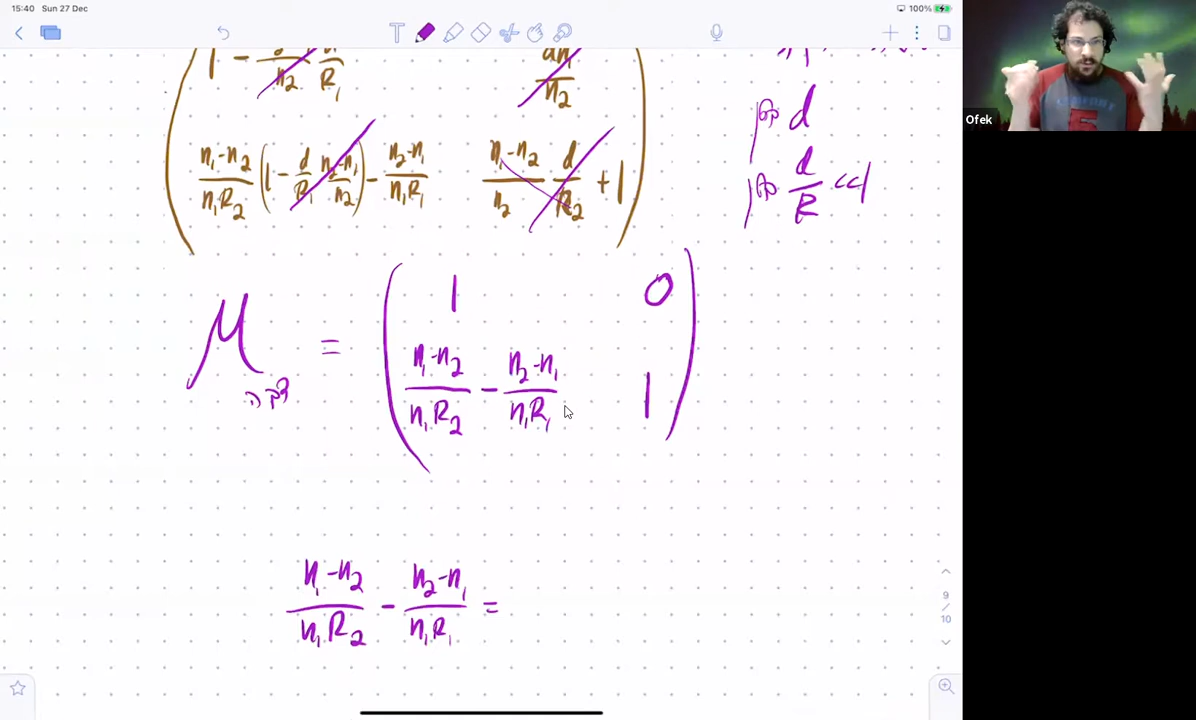 15:40 Sun 27 Dec
100%
Ofek
T
1 - d/n₂ /R₁
dn₁/n₂
d
n₁-n₂/n₁R₂ (1 - d/R₁ n₂-n₁/n₂) - n₂-n₁/n₁R₁
n₁-n₂/n₂ d/R₂ + 1
d/R <<1
M דקה = ( 1 0
n₁-n₂/n₁R₂ - n₂-n₁/n₁R₁ 1 )
n₁-n₂/n₁R₂ - n₂-n₁/n₁R₁ =
9
/
10